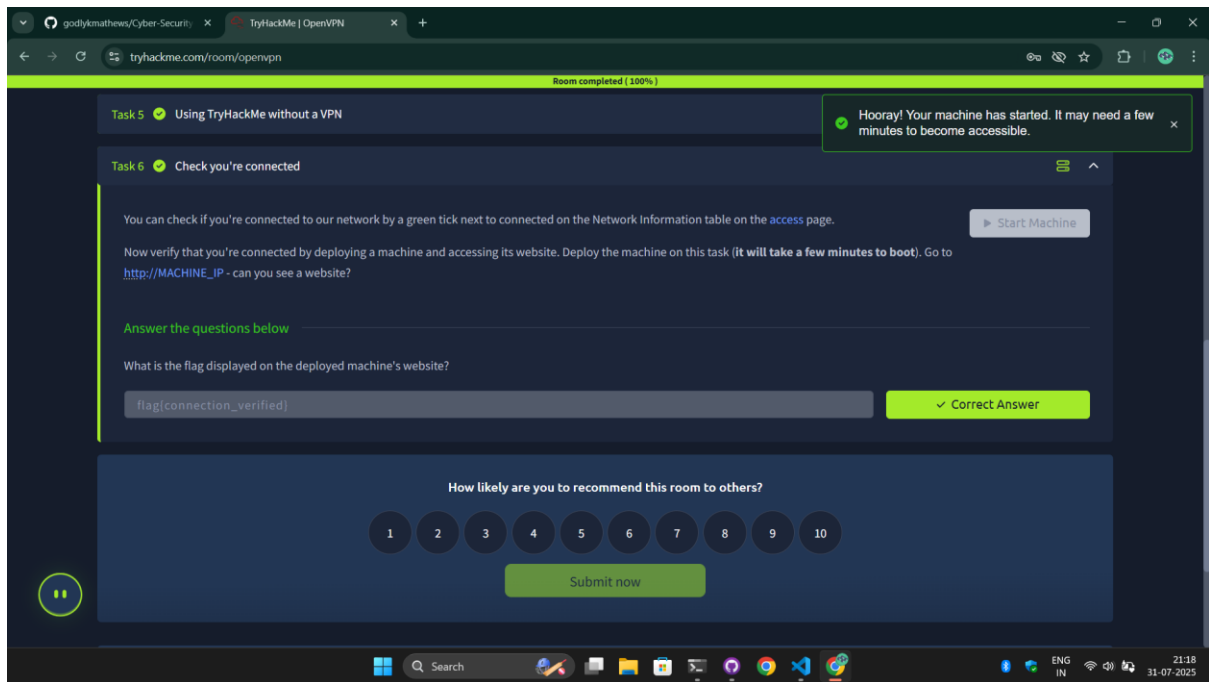 godlykmathews/Cyber-Security
TryHackMe | OpenVPN
tryhackme.com/room/openvpn
Room completed ( 100% )
Task 5 Using TryHackMe without a VPN
Hooray! Your machine has started. It may need a few
minutes to become accessible.
Task 6 Check you're connected
You can check if you're connected to our network by a green tick next to connected on the Network Information table on the access page.
Start Machine
Now verify that you're connected by deploying a machine and accessing its website. Deploy the machine on this task (it will take a few minutes to boot). Go to
http://MACHINE_IP - can you see a website?
Answer the questions below
What is the flag displayed on the deployed machine's website?
flag{connection_verified}
Correct Answer
How likely are you to recommend this room to others?
1 2 3 4 5 6 7 8 9 10
Submit now
Search
ENG
IN
21:18
31-07-2025